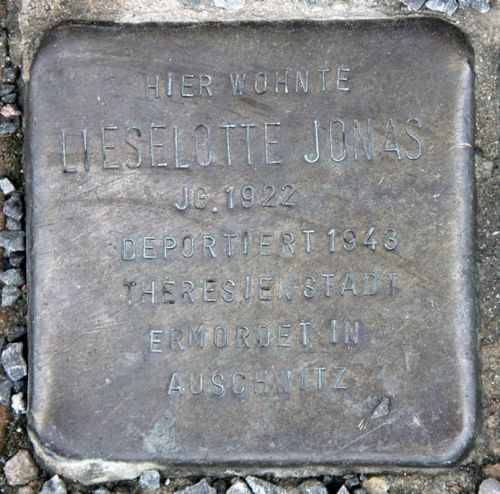 HIER WOHNTE
LIESELOTTE JONAS
JG. 1922
DEPORTIERT 1943
THERESIENSTADT
ERMORDET IN
AUSCHWITZ